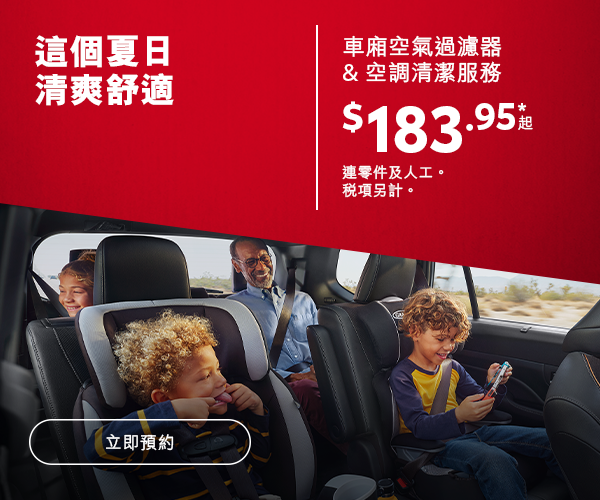 這個夏日
清爽舒適
車廂空氣過濾器
& 空調清潔服務
$183.95*起
連零件及人工。
税項另計。
立即預約